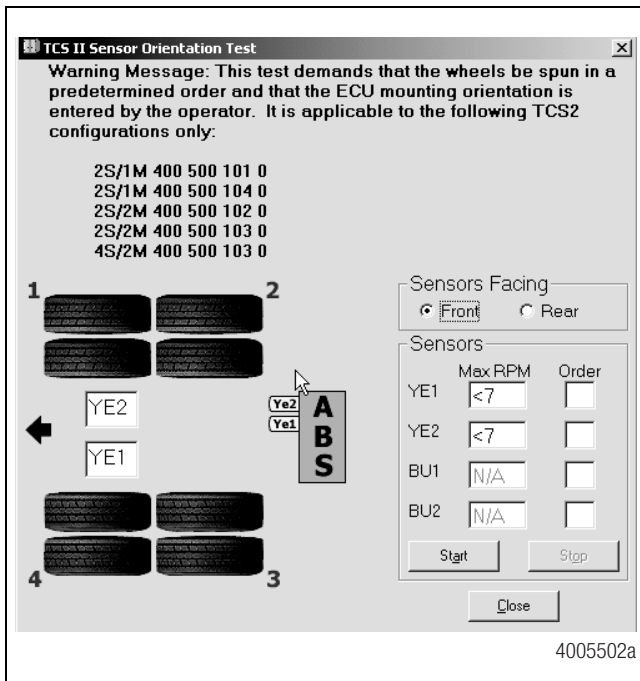 TCS II Sensor Orientation Test
Warning Message: This test demands that the wheels be spun in a
predetermined order and that the ECU mounting orientation is
entered by the operator. It is applicable to the following TCS2
configurations only:
2S/1M 400 500 101 0
2S/1M 400 500 104 0
2S/2M 400 500 102 0
2S/2M 400 500 103 0
4S/2M 400 500 103 0
1
2
YE2
YE1
Ye2
Ye1
A
B
S
4
3
Sensors Facing
Front Rear
Sensors
Max RPM Order
YE1 <7
YE2 <7
BU1 N/A
BU2 N/A
Start Stop
Close
4005502a